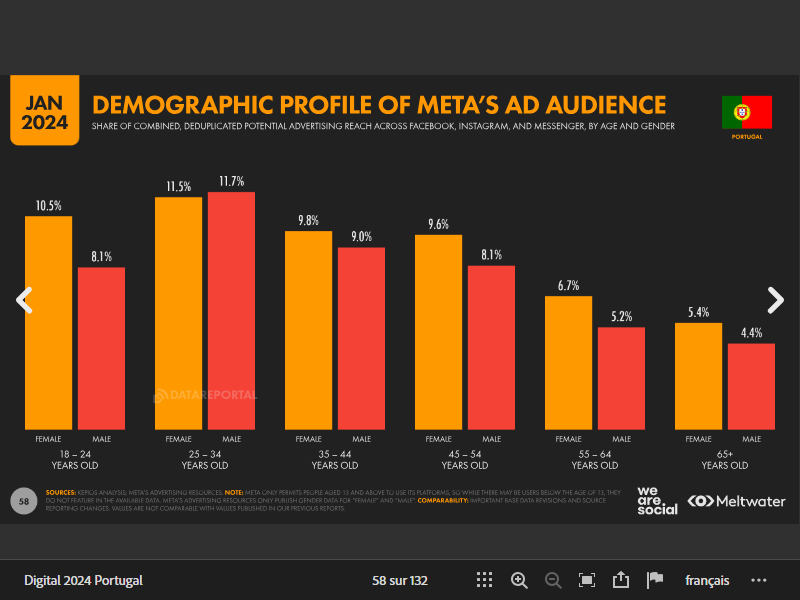 JAN
2024
DEMOGRAPHIC PROFILE OF META'S AD AUDIENCE
SHARE OF COMBINED, DEDUPLICATED POTENTIAL ADVERTISING REACH ACROSS FACEBOOK, INSTAGRAM, AND MESSENGER, BY AGE AND GENDER
PORTUGAL
10.5% 8.1% 11.5% 11.7% 9.8% 9.0% 9.6% 8.1% 6.7% 5.2% 5.4% 4.4%
DATAREPORTAL
FEMALE MALE FEMALE MALE FEMALE MALE FEMALE MALE FEMALE MALE FEMALE MALE
18 – 24 25 – 34 35 – 44 45 – 54 55 – 64 65+
YEARS OLD YEARS OLD YEARS OLD YEARS OLD YEARS OLD YEARS OLD
58
SOURCES: KEPIOS ANALYSIS; META'S ADVERTISING RESOURCES. NOTE: META ONLY PERMITS PEOPLE AGED 13 AND ABOVE TO USE ITS PLATFORMS, SO WHILE THERE MAY BE USERS BELOW THE AGE OF 13, THEY
DO NOT FEATURE IN THE AVAILABLE DATA. META'S ADVERTISING RESOURCES ONLY PUBLISH GENDER DATA FOR "FEMALE" AND "MALE". COMPARABILITY: IMPORTANT BASE DATA REVISIONS AND SOURCE
REPORTING CHANGES. VALUES ARE NOT COMPARABLE WITH VALUES PUBLISHED IN OUR PREVIOUS REPORTS.
we
are.
social
Meltwater
Digital 2024 Portugal
58 sur 132
français